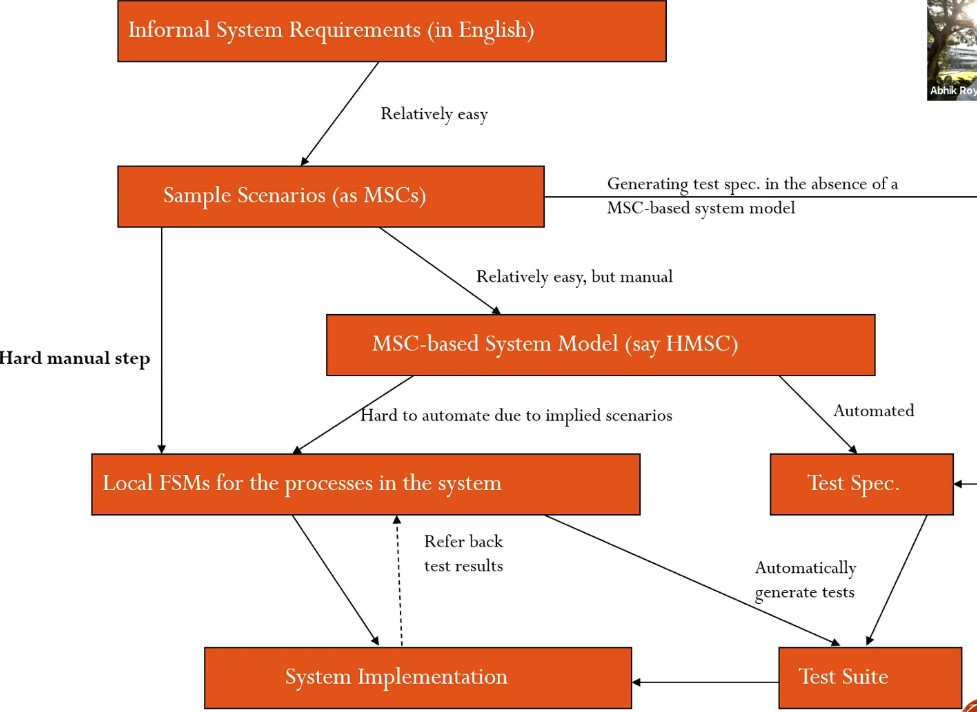 Informal System Requirements (in English)
Abhik Roy
Relatively easy
Sample Scenarios (as MSCs)
Generating test spec. in the absence of a
MSC-based system model
Relatively easy, but manual
MSC-based System Model (say HMSC)
Hard manual step
Hard to automate due to implied scenarios
Automated
Local FSMs for the processes in the system
Test Spec.
Refer back
test results
Automatically
generate tests
System Implementation
Test Suite